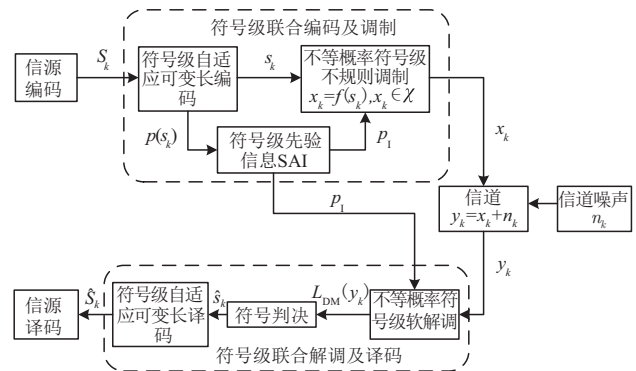 符号级联合编码及调制
信源
编码
S_k
符号级自适
应可变长编
码
s_k
不等概率符号级
不规则调制
x_k=f(s_k),x_k∈χ
p(s_k)
符号级先验
信息SAI
p_I
x_k
p_I
信道
y_k=x_k+n_k
信道噪声
n_k
y_k
信源
译码
Ŝ_k
符号级自适
应可变长译
码
ŝ_k
符号判决
L_DM(y_k)
不等概率符
号级软解调
符号级联合解调及译码